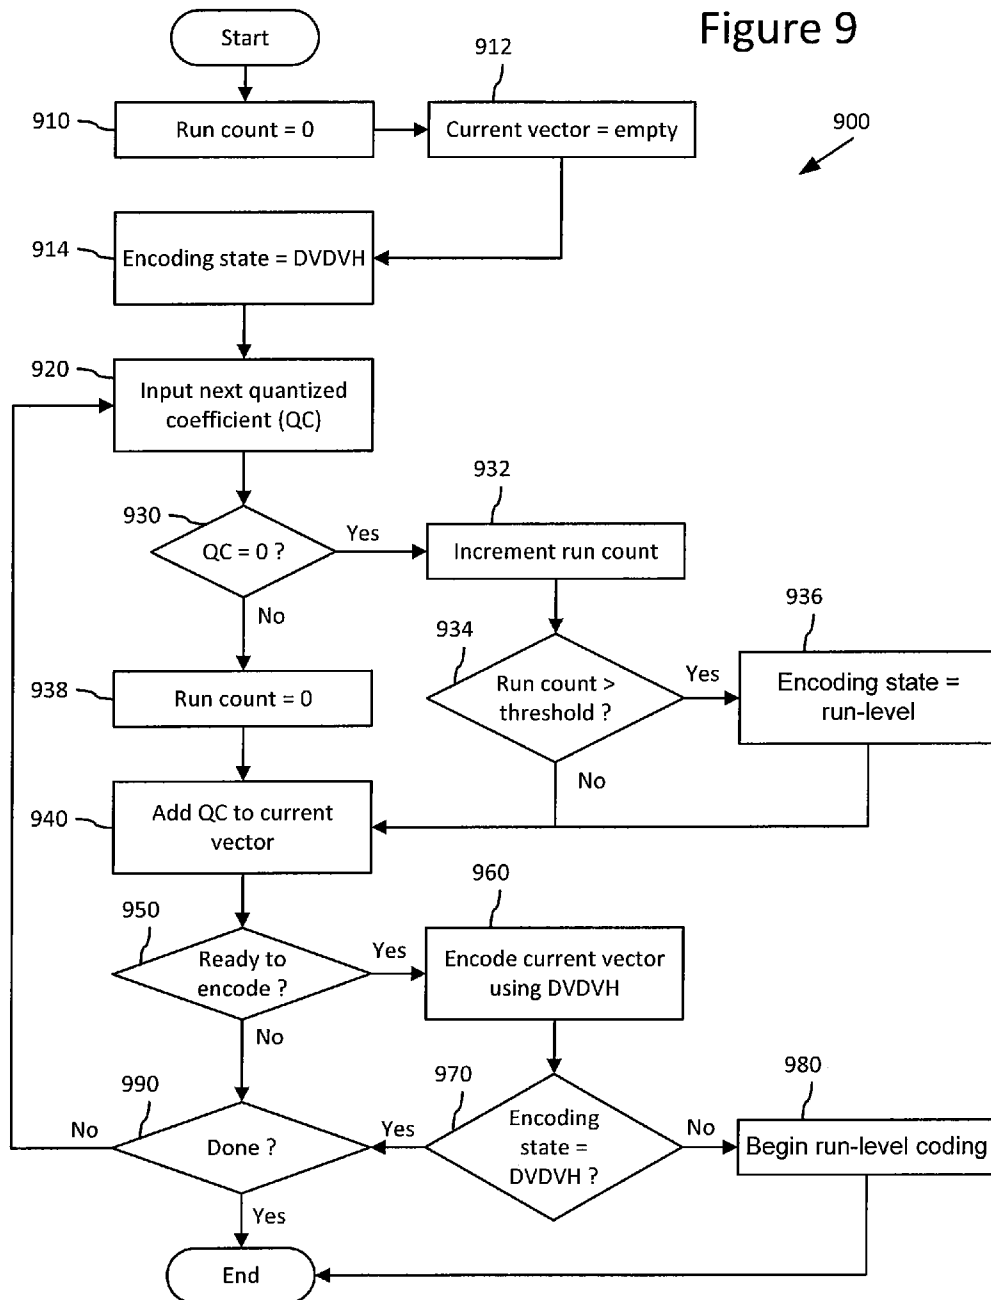 Figure 9
Start
912
910
Run count = 0
Current vector = empty
900
914
Encoding state = DVDVH
920
Input next quantized
coefficient (QC)
932
930
QC = 0 ?
Yes
Increment run count
No
936
934
938
Run count = 0
Run count >
threshold ?
Yes
Encoding state =
run-level
No
940
Add QC to current
vector
960
950
Ready to
encode ?
Yes
Encode current vector
using DVDVH
No
990
970
980
No
Done ?
Yes
Encoding
state =
DVDVH ?
No
Begin run-level coding
Yes
End